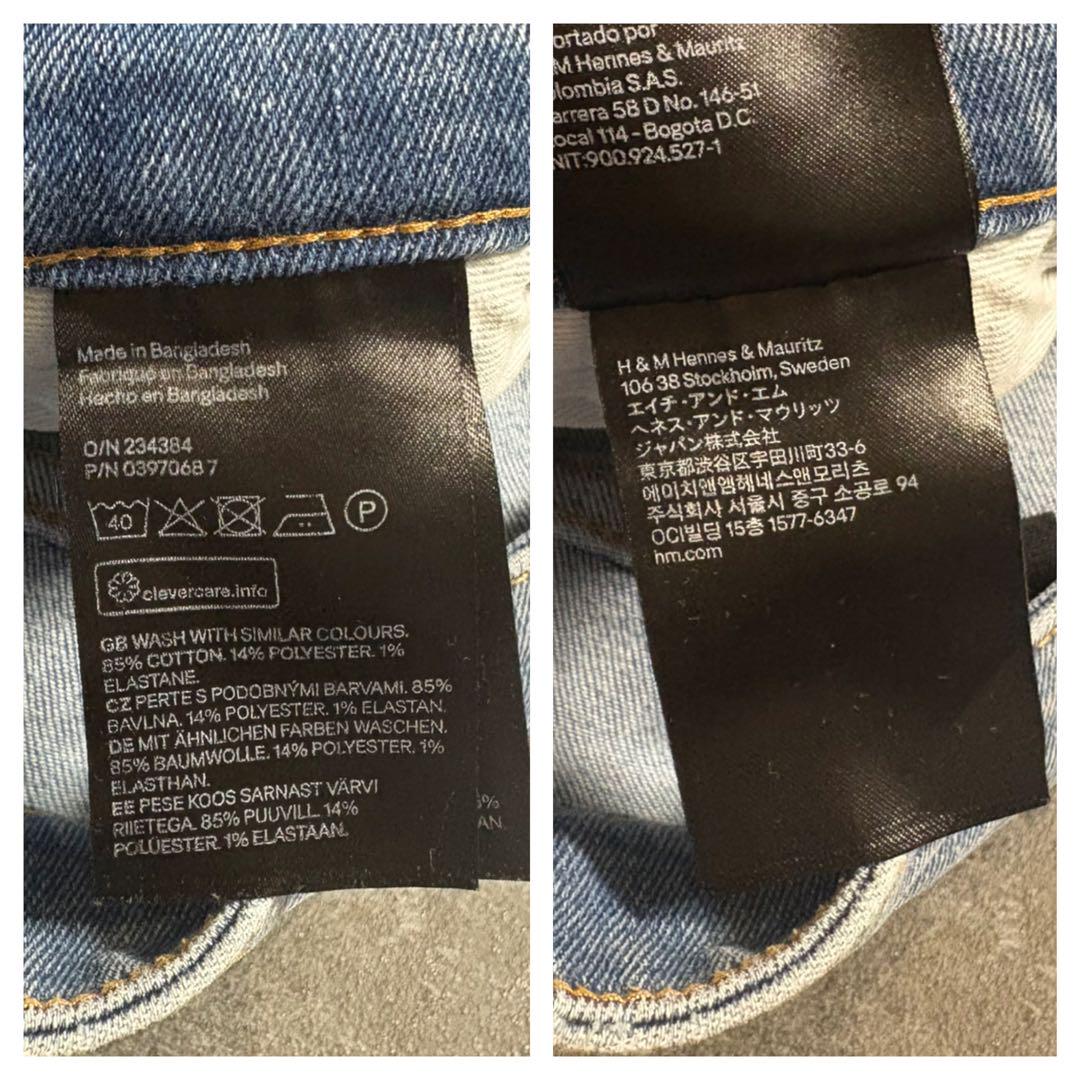 Made in Bangladesh
Fabriqué en Bangladesh
Hecho en Bangladesh
O/N 234384
P/N 0397068 7
40
P
clevercare.info
GB WASH WITH SIMILAR COLOURS.
85% COTTON. 14% POLYESTER. 1%
ELASTANE.
CZ PERTE S PODOBNÝMI BARVAMI. 85%
BAVLNA. 14% POLYESTER. 1% ELASTAN.
DE MIT ÄHNLICHEN FARBEN WASCHEN.
85% BAUMWOLLE. 14% POLYESTER. 1%
ELASTHAN.
EE PESE KOOS SARNAST VÄRVI
RIIETEGA. 85% PUUVILL. 14%
POLÜESTER. 1% ELASTAAN.
ortado por
M Hennes & Mauritz
lombia S.A.S.
arrera 58 D No. 146-51
ocal 114 - Bogota D.C.
NIT:900.924.527-1
H & M Hennes & Mauritz
106 38 Stockholm, Sweden
エイチ・アンド・エム
ヘネス・アンド・マウリッツ
ジャパン株式会社
東京都渋谷区宇田川町33-6
에이치앤엠헤네스앤모리츠
주식회사 서울시 중구 소공로 94
OCI빌딩 15층 1577-6347
hm.com